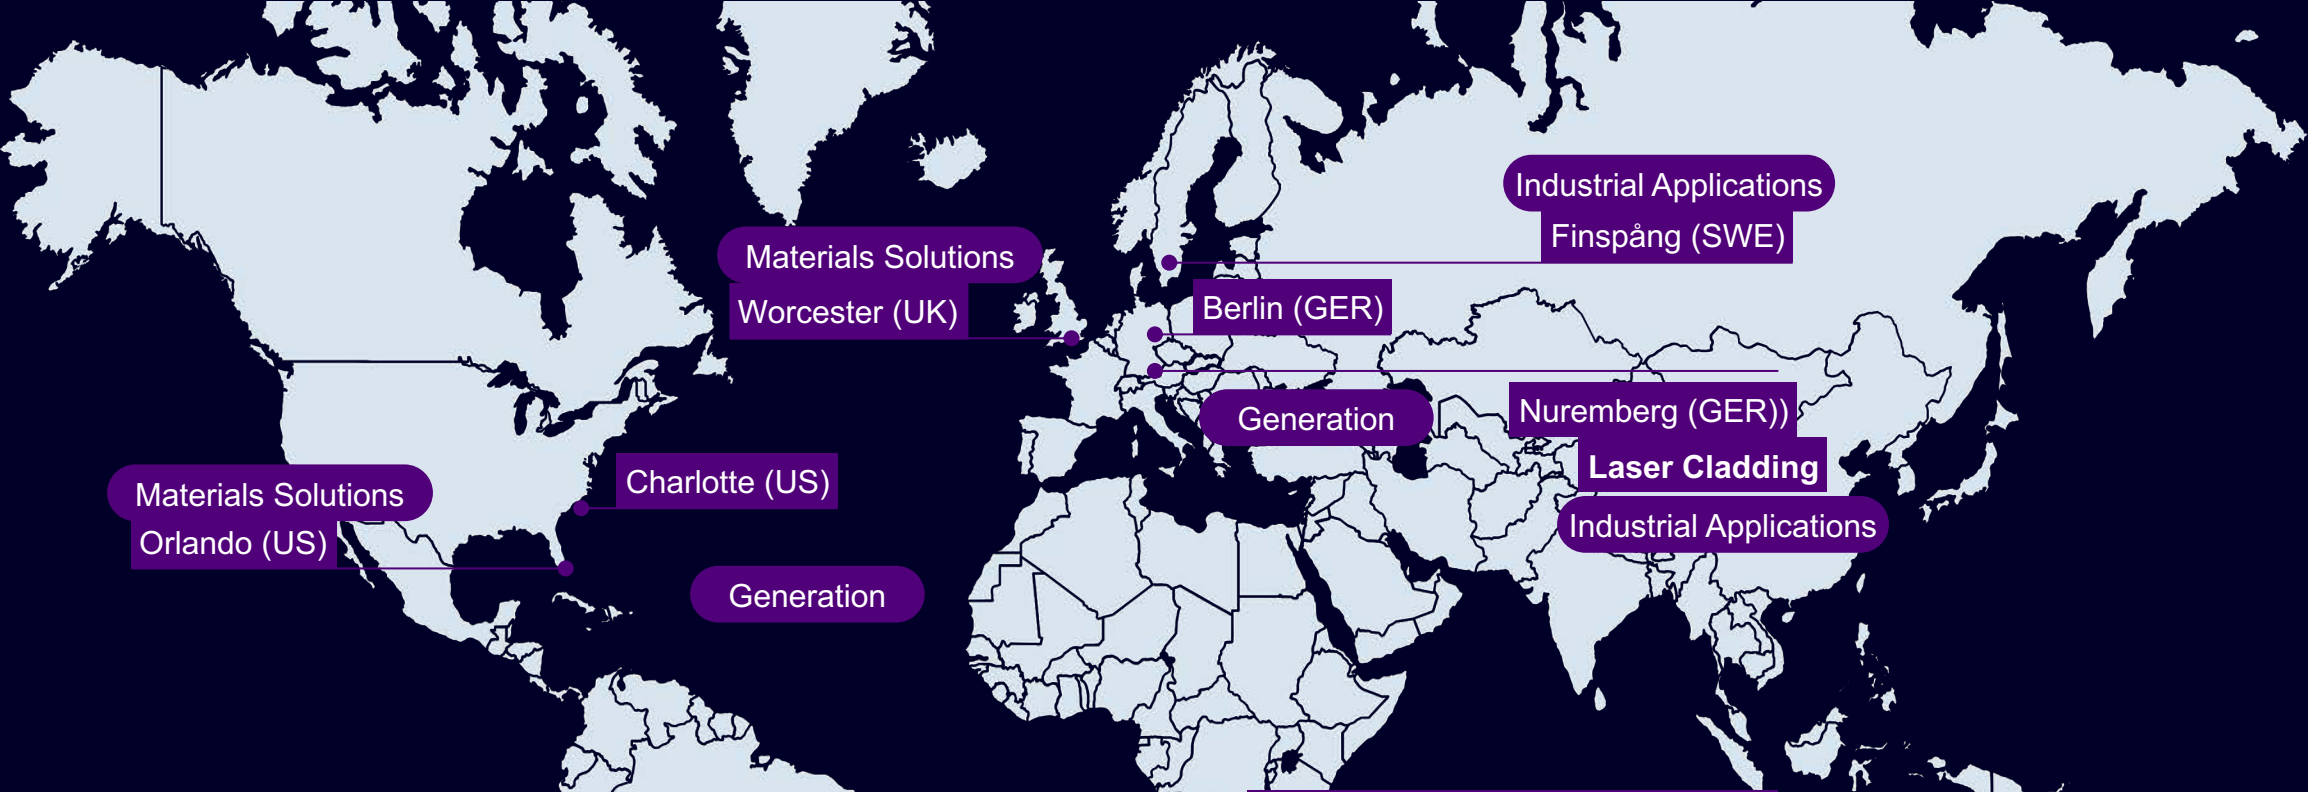 Industrial Applications
Finspång (SWE)
Materials Solutions
Worcester (UK)
Berlin (GER)
Generation
Nuremberg (GER))
Laser Cladding
Industrial Applications
Charlotte (US)
Materials Solutions
Orlando (US)
Generation